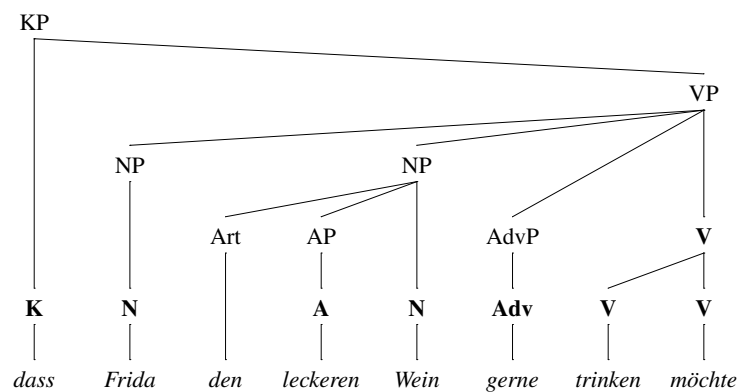 KP
VP
NP NP
Art AP AdvP V
K N A N Adv V V
dass Frida den leckeren Wein gerne trinken möchte